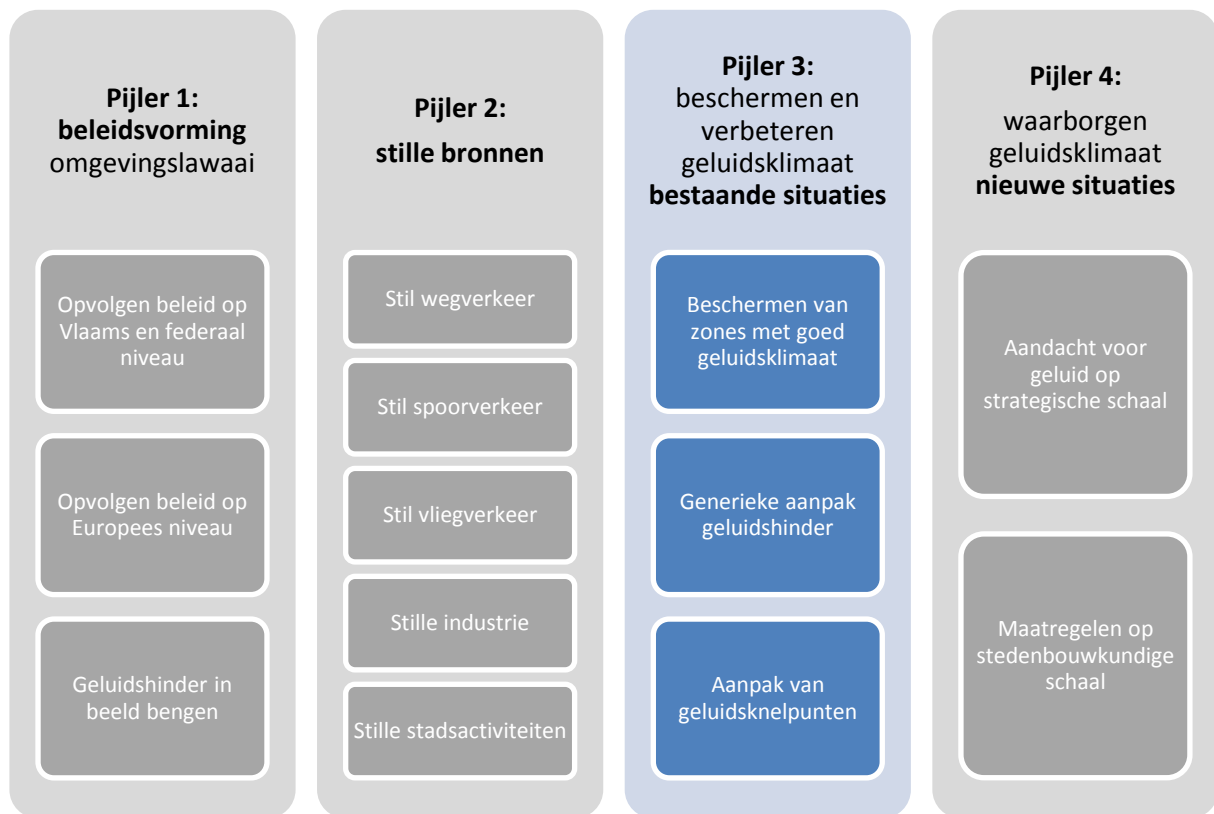 Pijler 1:
beleidsvorming
omgevingslawaai
Opvolgen beleid op
Vlaams en federaal
niveau
Opvolgen beleid op
Europees niveau
Geluidshinder in
beeld bengen
Pijler 2:
stille bronnen
Stil wegverkeer
Stil spoorverkeer
Stil vliegverkeer
Stille industrie
Stille stadsactiviteiten
Pijler 3:
beschermen en
verbeteren
geluidsklimaat
bestaande situaties
Beschermen van
zones met goed
geluidsklimaat
Generieke aanpak
geluidshinder
Aanpak van
geluidsknelpunten
Pijler 4:
waarborgen
geluidsklimaat
nieuwe situaties
Aandacht voor
geluid op
strategische schaal
Maatregelen op
stedenbouwkundige
schaal